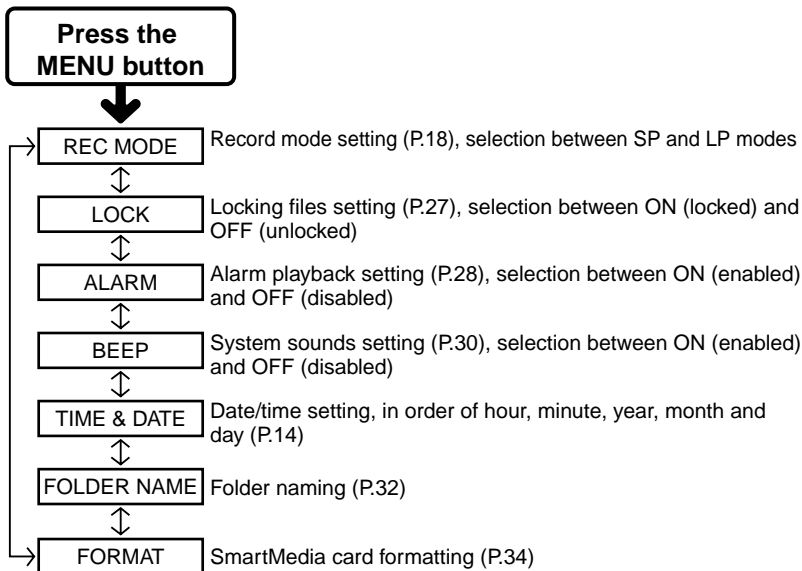 Press the
MENU button
REC MODE
Record mode setting (P.18), selection between SP and LP modes
LOCK
Locking files setting (P.27), selection between ON (locked) and
OFF (unlocked)
ALARM
Alarm playback setting (P.28), selection between ON (enabled)
and OFF (disabled)
BEEP
System sounds setting (P.30), selection between ON (enabled)
and OFF (disabled)
TIME & DATE
Date/time setting, in order of hour, minute, year, month and
day (P.14)
FOLDER NAME
Folder naming (P.32)
FORMAT
SmartMedia card formatting (P.34)